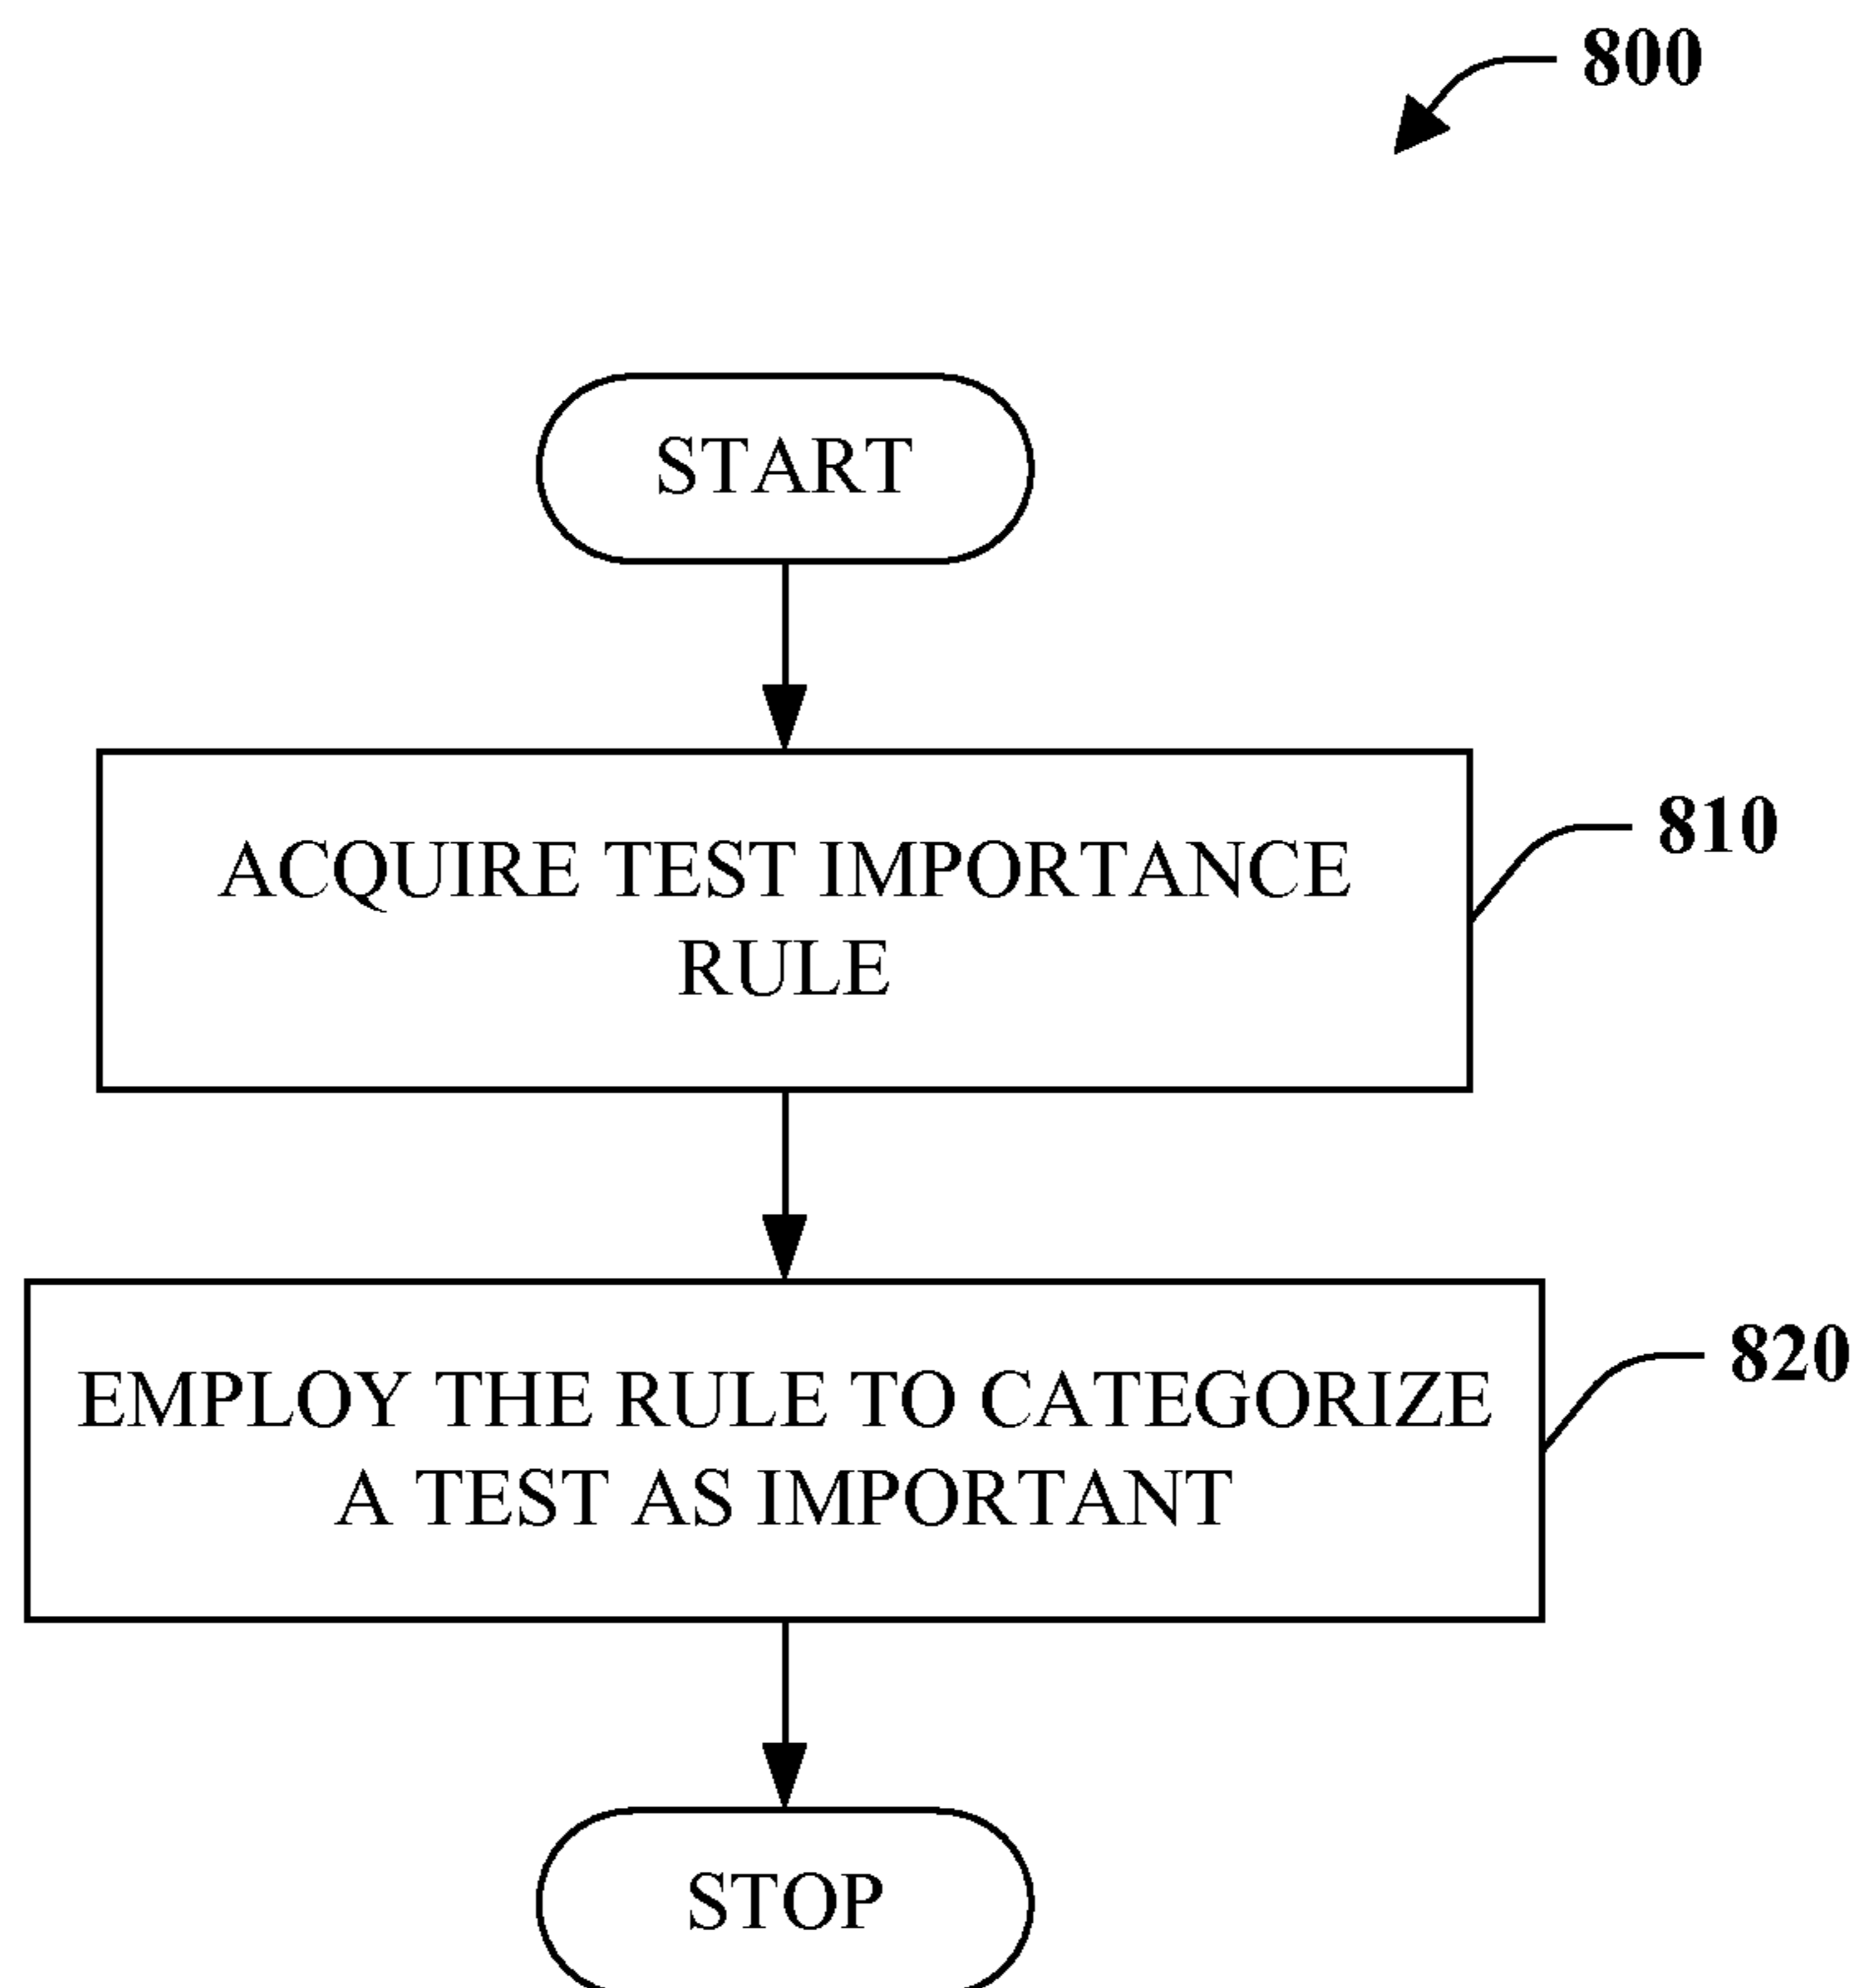 800
START
ACQUIRE TEST IMPORTANCE
RULE
810
EMPLOY THE RULE TO CATEGORIZE
A TEST AS IMPORTANT
820
STOP